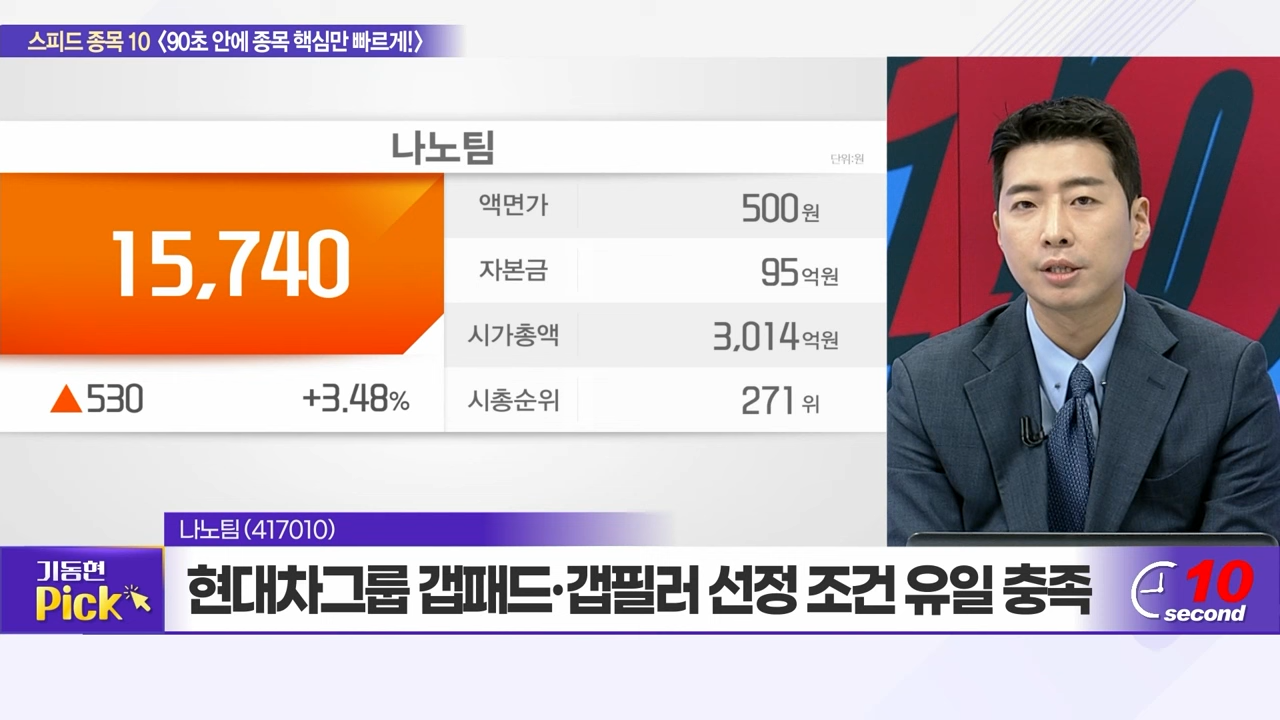 스피드 종목 10 <90초 안에 종목 핵심만 빠르게!>
나노팀
단위:원
15,740
▲530 +3.48%
액면가 500원
자본금 95억원
시가총액 3,014억원
시총순위 271위
나노팀 (417010)
기동현
Pick
현대차그룹 갭패드·갭필러 선정 조건 유일 충족
10
second